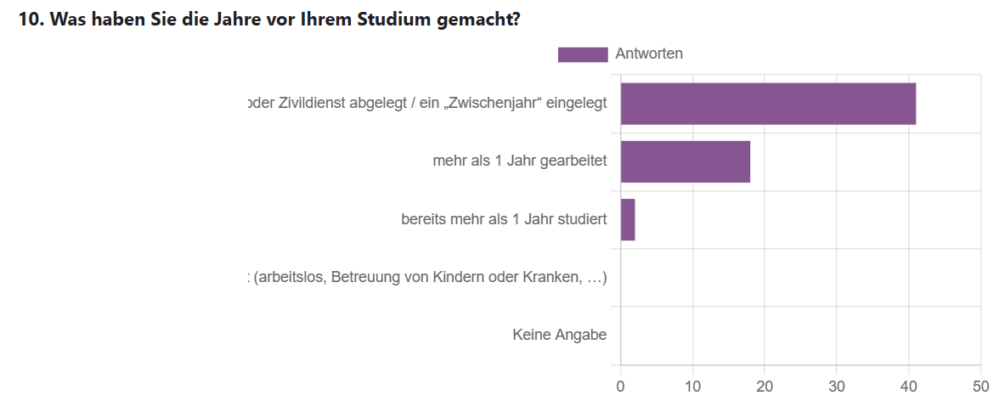 10. Was haben Sie die Jahre vor Ihrem Studium gemacht?
Antworten
oder Zivildienst abgelegt / ein „Zwischenjahr“ eingelegt
mehr als 1 Jahr gearbeitet
bereits mehr als 1 Jahr studiert
(arbeitslos, Betreuung von Kindern oder Kranken, …)
Keine Angabe
0 10 20 30 40 50